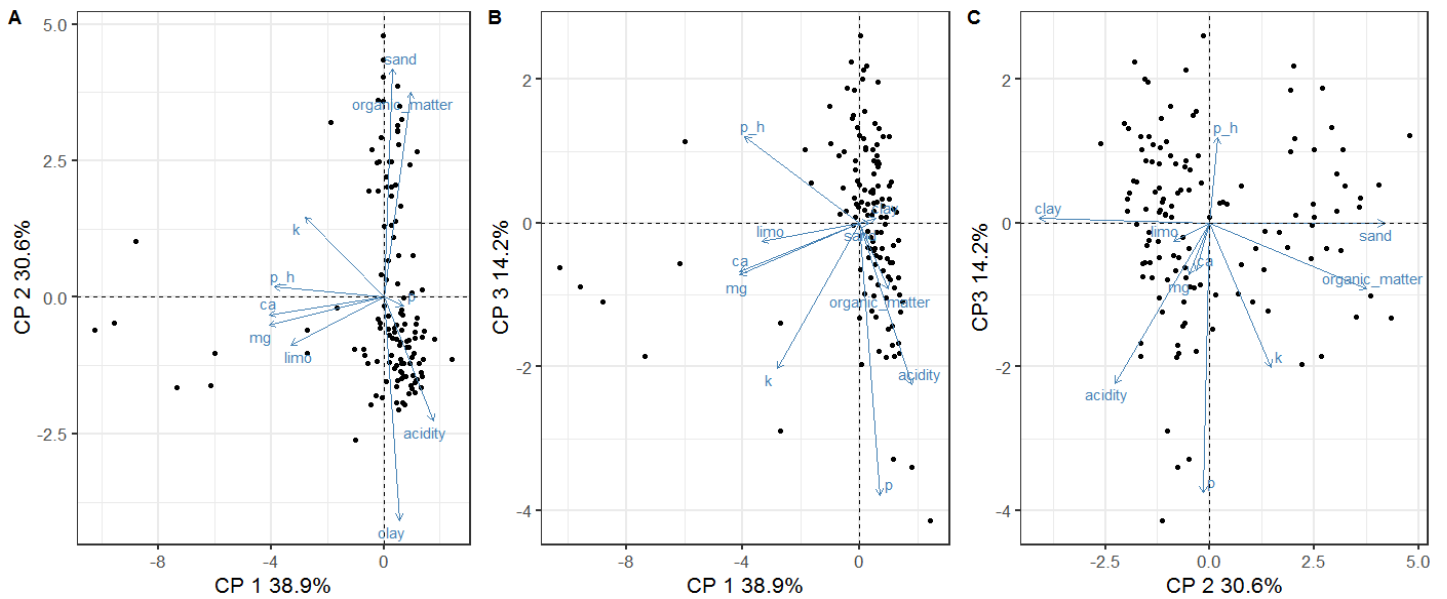 A
5.0
2.5
0.0
-2.5
CP 2 30.6%
sand
organic_matter
k
p_h
ca
mg
limo
p
acidity
clay
-8
-4
0
CP 1 38.9%
B
2
0
-2
-4
CP 3 14.2%
p_h
clay
limo
sand
ca
mg
organic_matter
k
acidity
p
-8
-4
0
CP 1 38.9%
C
2
0
-2
-4
CP3 14.2%
p_h
clay
limo
sand
ca
mg
organic_matter
k
acidity
p
-2.5
0.0
2.5
5.0
CP 2 30.6%